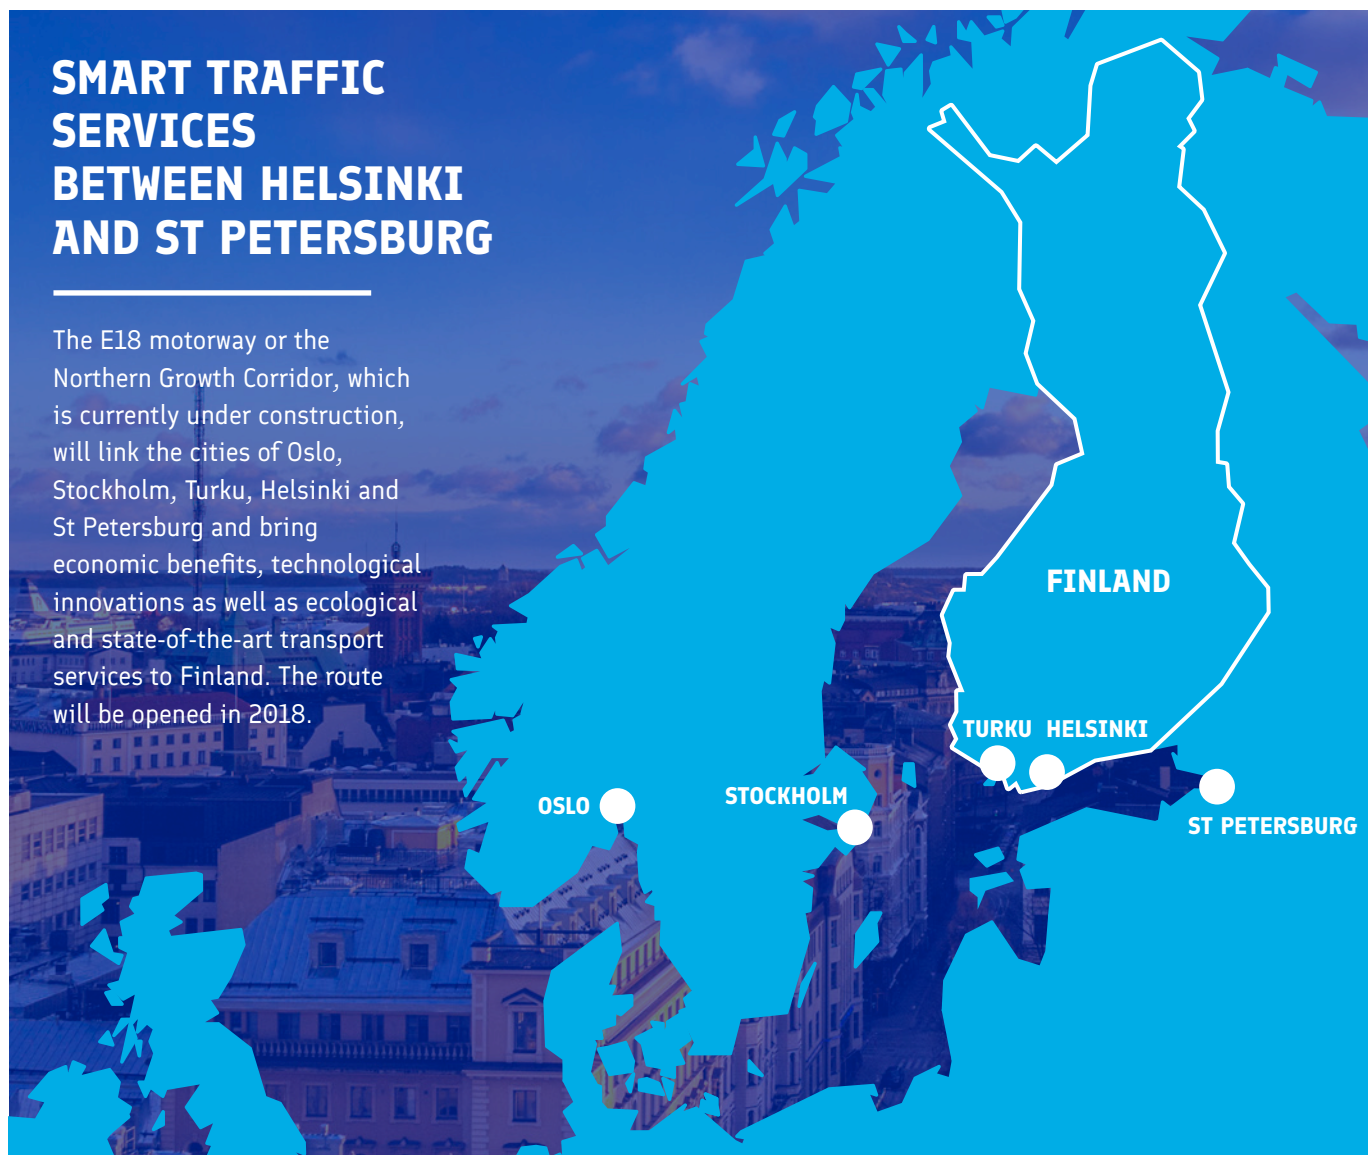 SMART TRAFFIC
SERVICES
BETWEEN HELSINKI
AND ST PETERSBURG
The E18 motorway or the
Northern Growth Corridor, which
is currently under construction,
will link the cities of Oslo,
Stockholm, Turku, Helsinki and
St Petersburg and bring
economic benefits, technological
innovations as well as ecological
and state-of-the-art transport
services to Finland. The route
will be opened in 2018.
FINLAND
TURKU HELSINKI
OSLO
STOCKHOLM
ST PETERSBURG